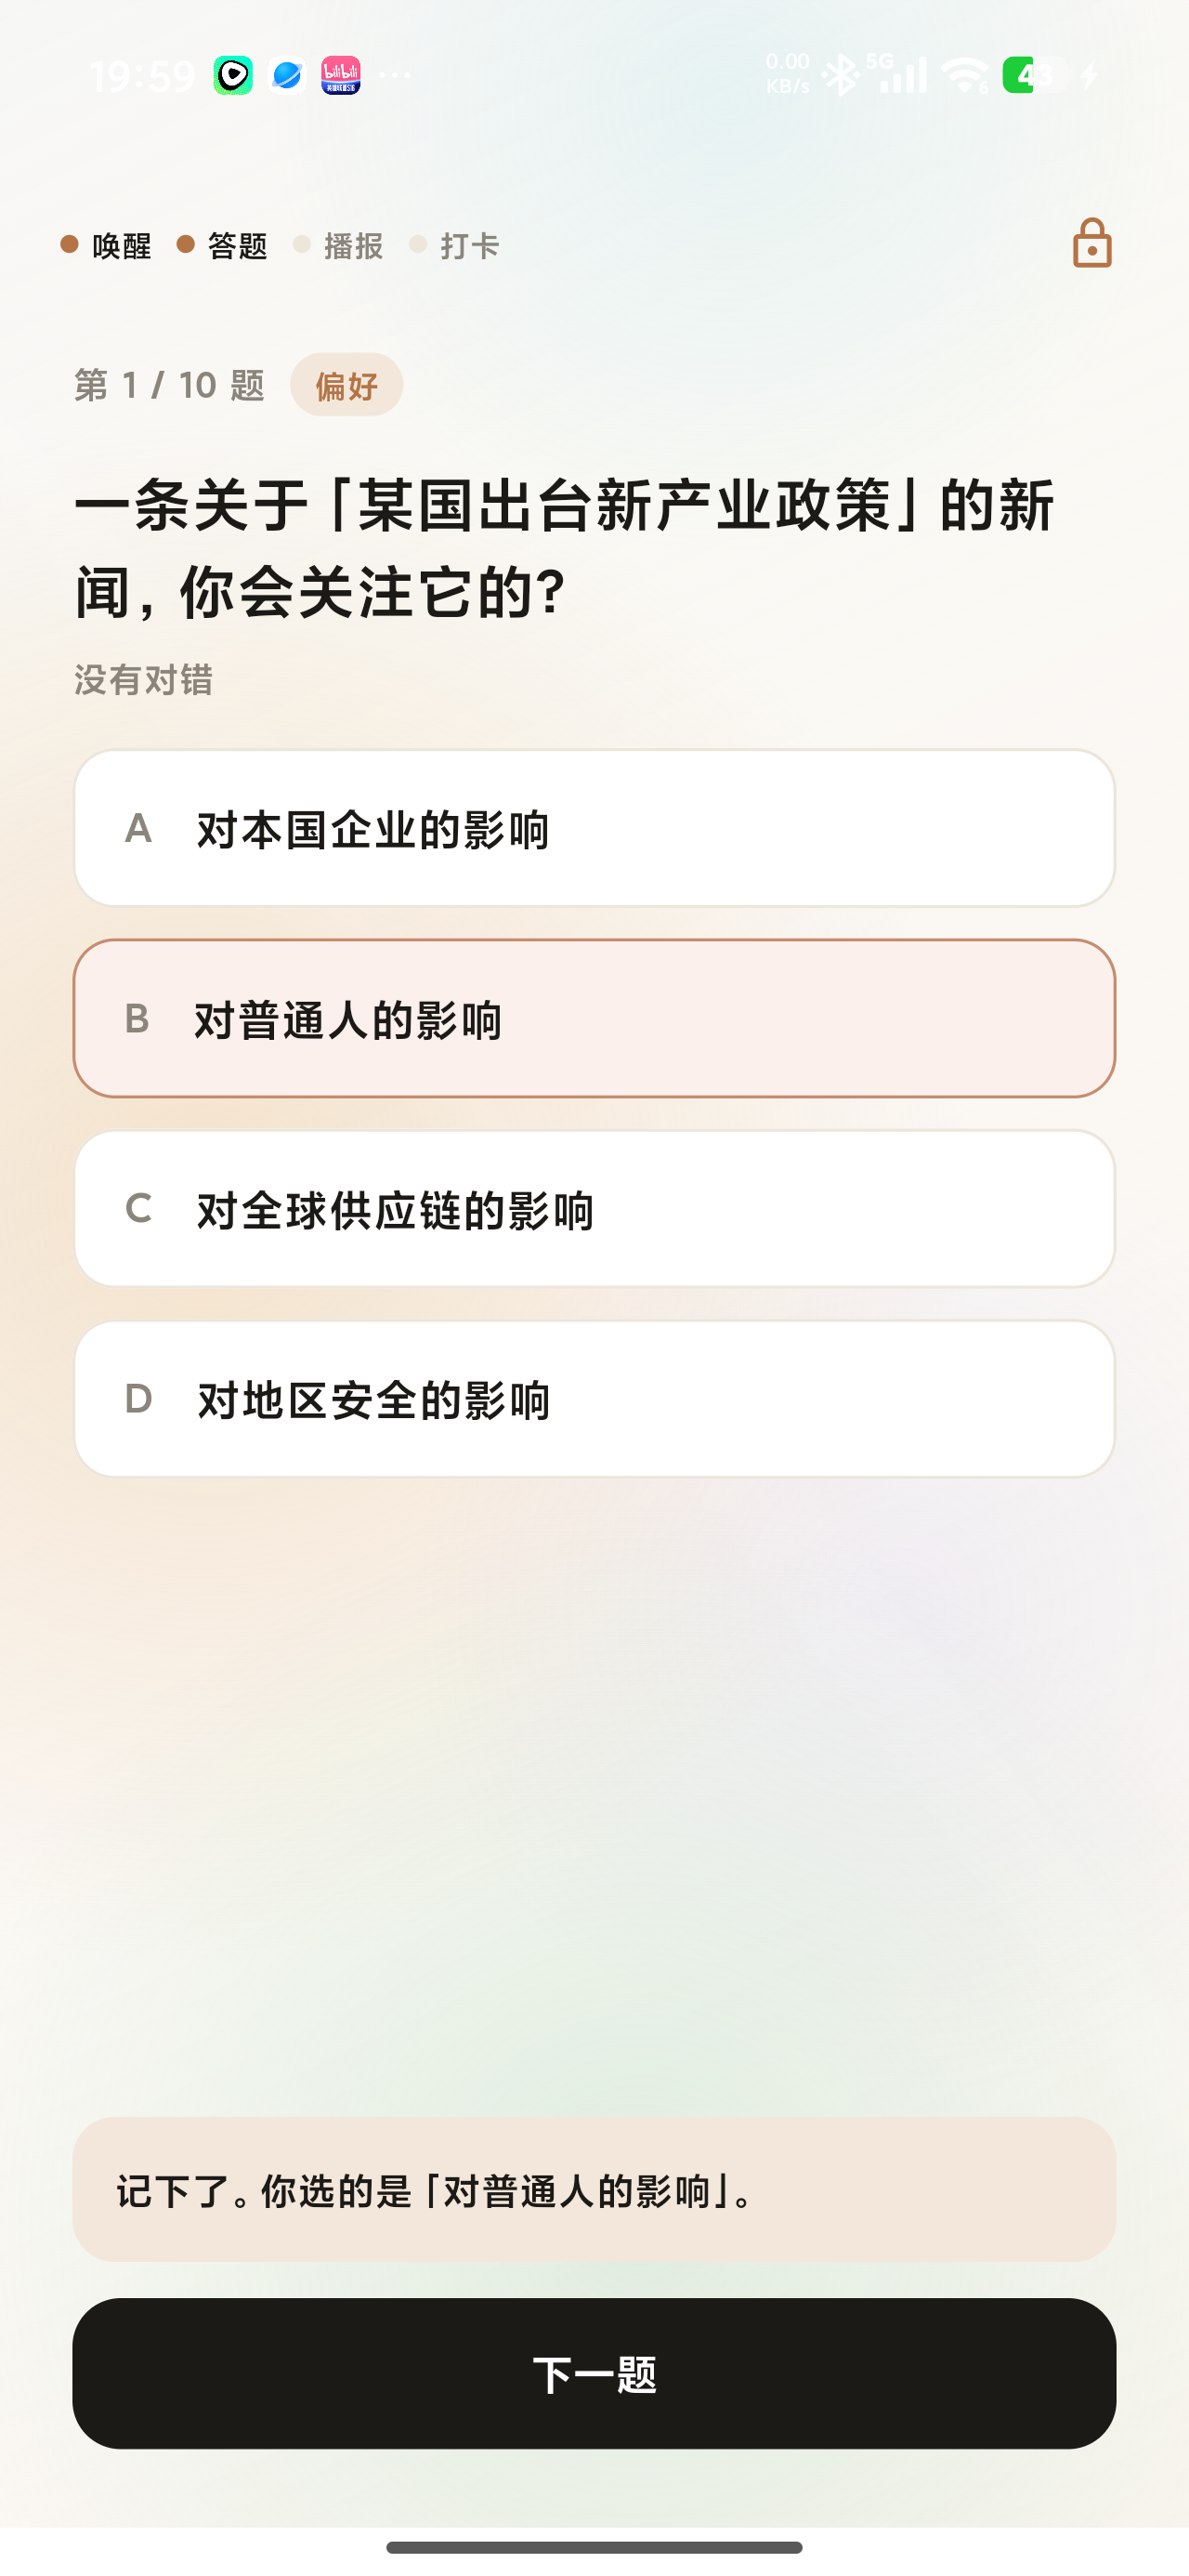 19:59
0.00 KB/s
5G
6
43
唤醒 答题 播报 打卡
第 1 / 10 题 偏好
一条关于「某国出台新产业政策」的新
闻，你会关注它的?
没有对错
A 对本国企业的影响
B 对普通人的影响
C 对全球供应链的影响
D 对地区安全的影响
记下了。你选的是「对普通人的影响」。
下一题